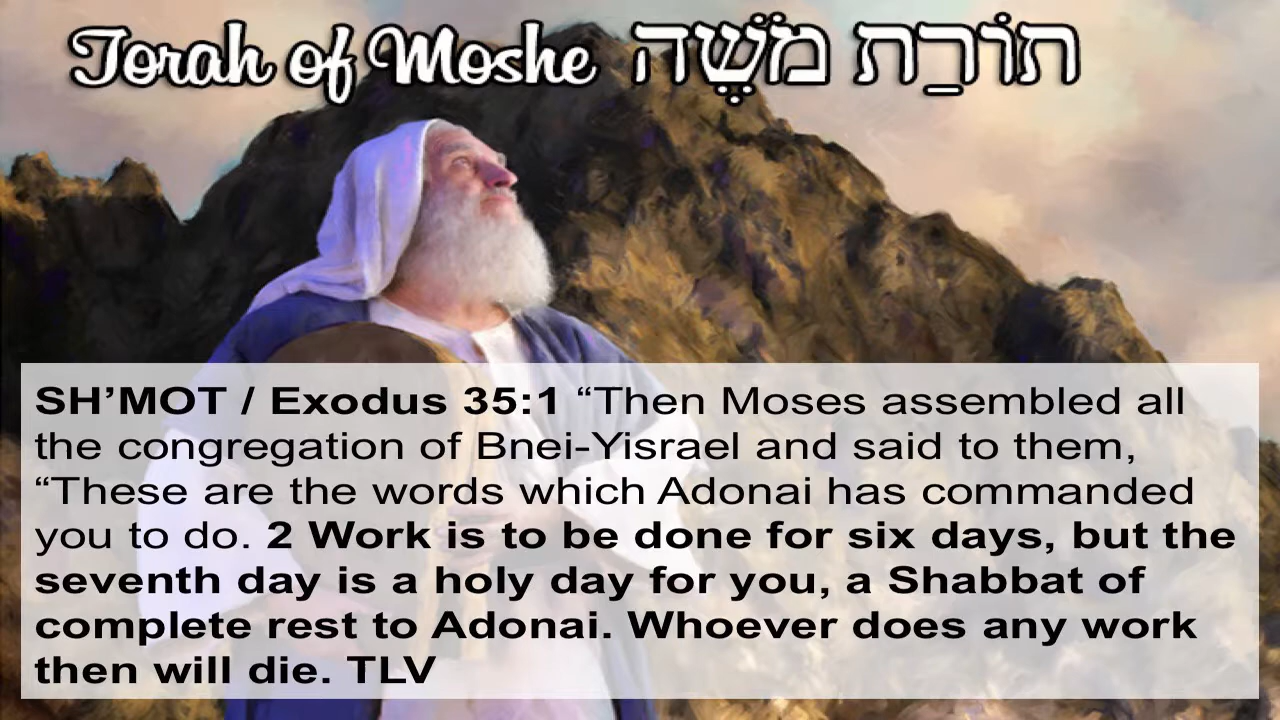 Torah of Moshe תּוֹרַת מֹשֶׁה
SH’MOT / Exodus 35:1 “Then Moses assembled all
the congregation of Bnei-Yisrael and said to them,
“These are the words which Adonai has commanded
you to do. 2 Work is to be done for six days, but the
seventh day is a holy day for you, a Shabbat of
complete rest to Adonai. Whoever does any work
then will die. TLV